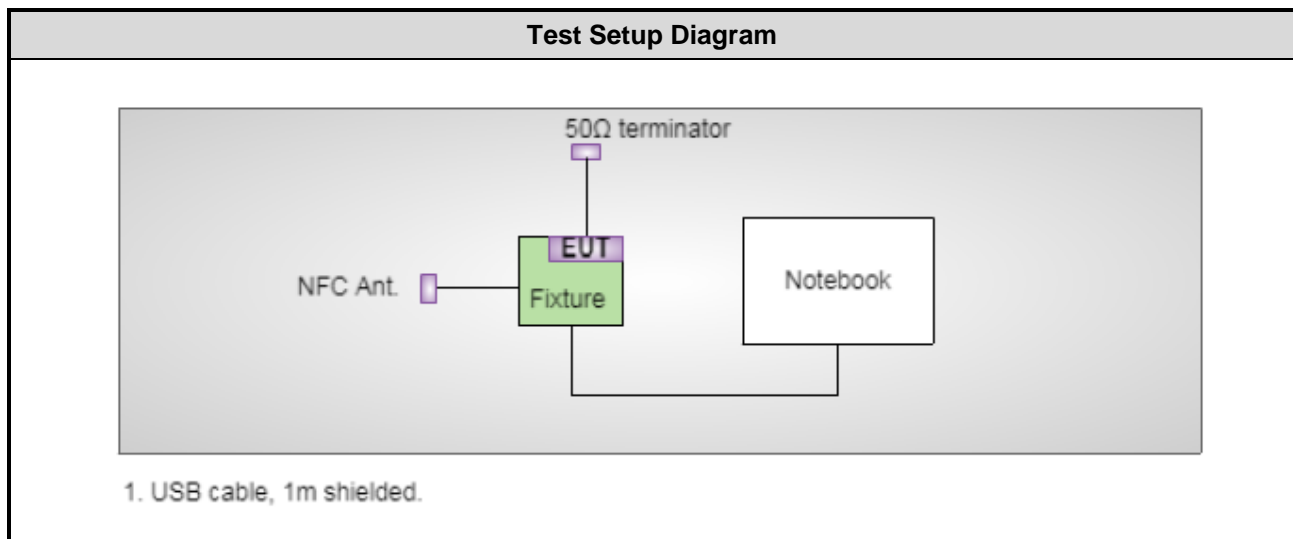 Test Setup Diagram
50Ω terminator
EUT
NFC Ant.
Fixture
Notebook
1. USB cable, 1m shielded.